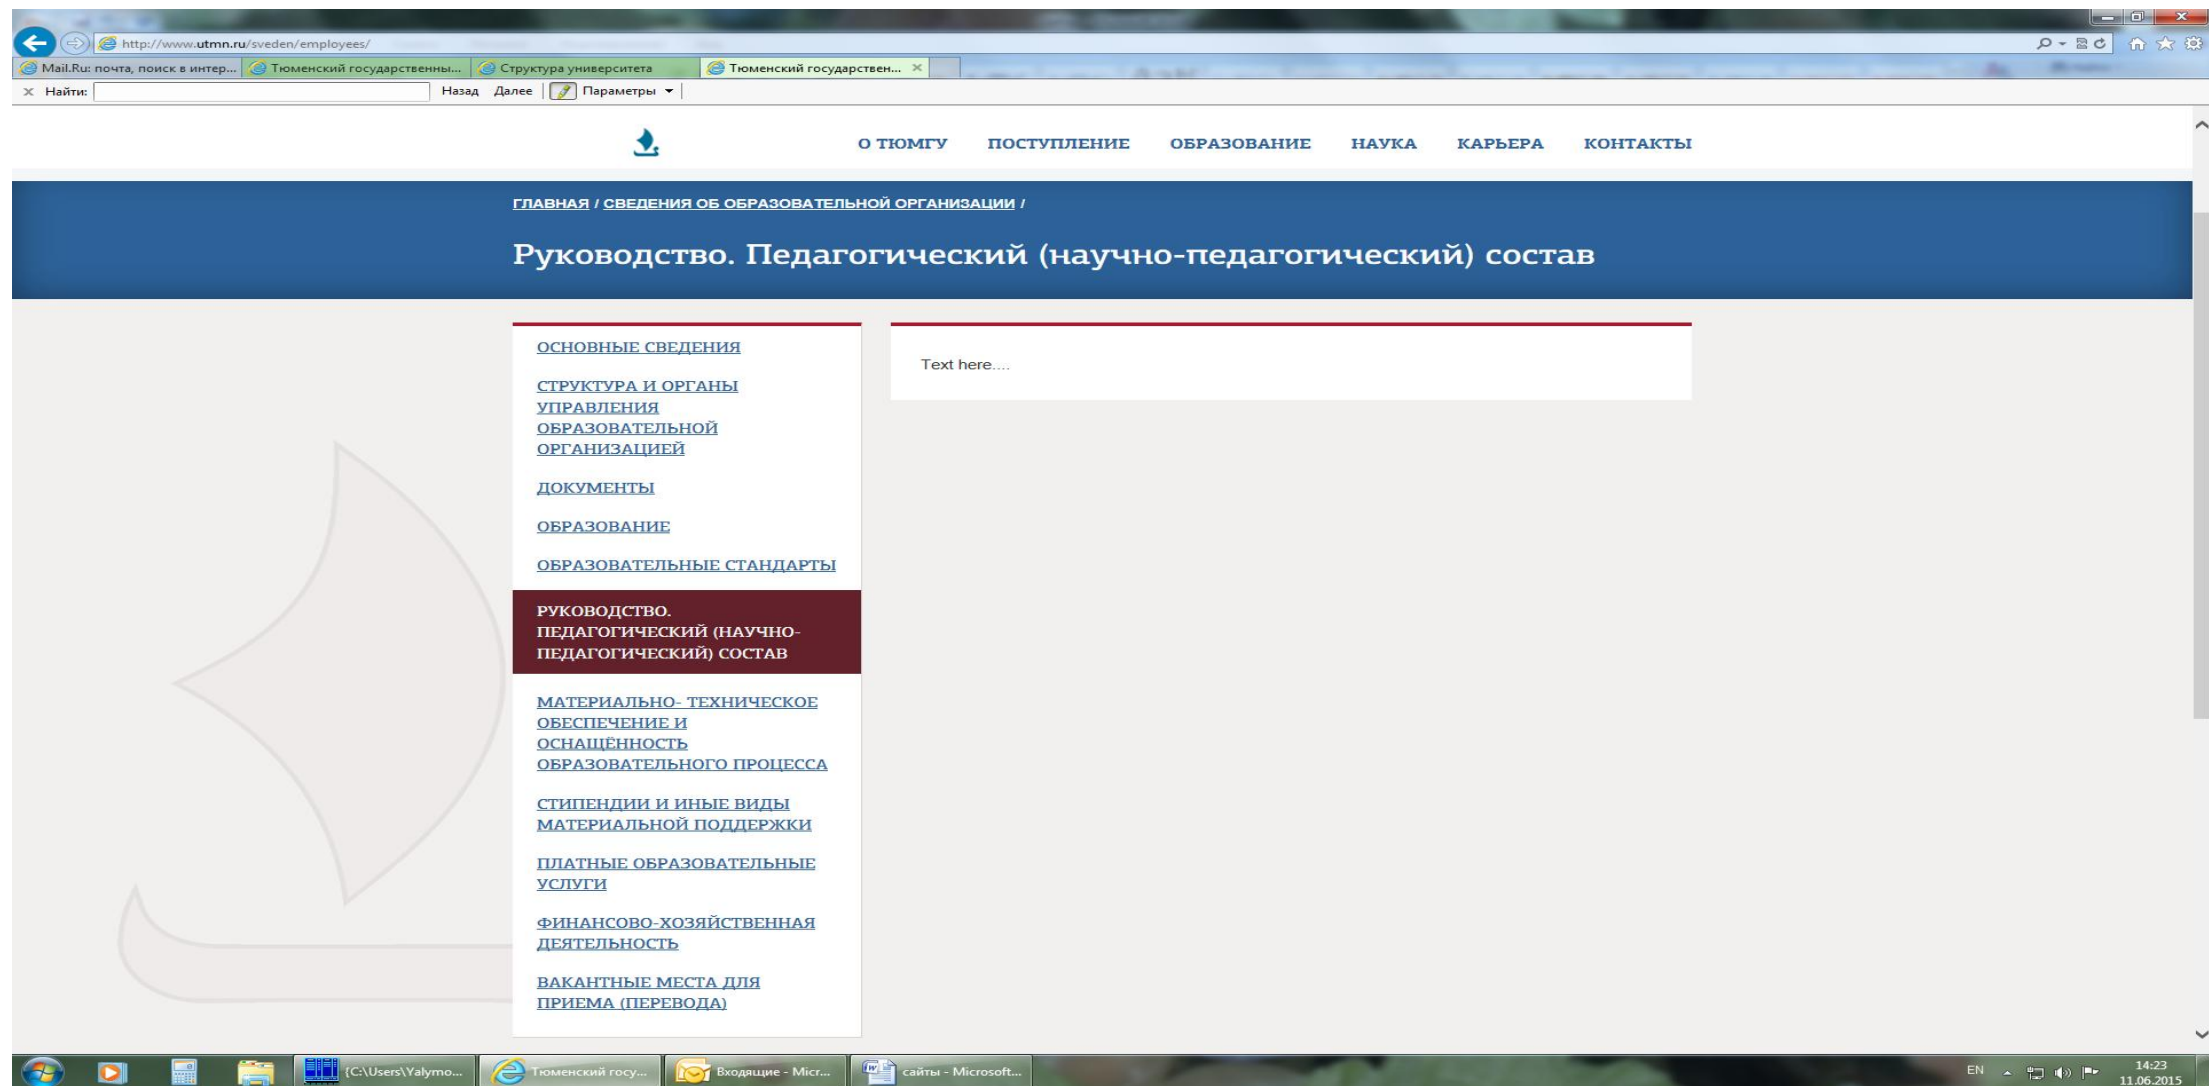 http://www.utmn.ru/sveden/employees/
Mail.Ru: почта, поиск в интер... Тюменский государственны... Структура университета Тюменский государствен...
Найти: Назад Далее Параметры
О ТЮМГУ ПОСТУПЛЕНИЕ ОБРАЗОВАНИЕ НАУКА КАРЬЕРА КОНТАКТЫ
ГЛАВНАЯ / СВЕДЕНИЯ ОБ ОБРАЗОВАТЕЛЬНОЙ ОРГАНИЗАЦИИ /
Руководство. Педагогический (научно-педагогический) состав
ОСНОВНЫЕ СВЕДЕНИЯ
СТРУКТУРА И ОРГАНЫ
УПРАВЛЕНИЯ
ОБРАЗОВАТЕЛЬНОЙ
ОРГАНИЗАЦИЕЙ
ДОКУМЕНТЫ
ОБРАЗОВАНИЕ
ОБРАЗОВАТЕЛЬНЫЕ СТАНДАРТЫ
РУКОВОДСТВО.
ПЕДАГОГИЧЕСКИЙ (НАУЧНО-
ПЕДАГОГИЧЕСКИЙ) СОСТАВ
МАТЕРИАЛЬНО- ТЕХНИЧЕСКОЕ
ОБЕСПЕЧЕНИЕ И
ОСНАЩЁННОСТЬ
ОБРАЗОВАТЕЛЬНОГО ПРОЦЕССА
СТИПЕНДИИ И ИНЫЕ ВИДЫ
МАТЕРИАЛЬНОЙ ПОДДЕРЖКИ
ПЛАТНЫЕ ОБРАЗОВАТЕЛЬНЫЕ
УСЛУГИ
ФИНАНСОВО-ХОЗЯЙСТВЕННАЯ
ДЕЯТЕЛЬНОСТЬ
ВАКАНТНЫЕ МЕСТА ДЛЯ
ПРИЕМА (ПЕРЕВОДА)
Text here....
{C:\Users\Yalymo... Тюменский госу... Входящие - Micr... сайты - Microsoft... EN 14:23
11.06.2015